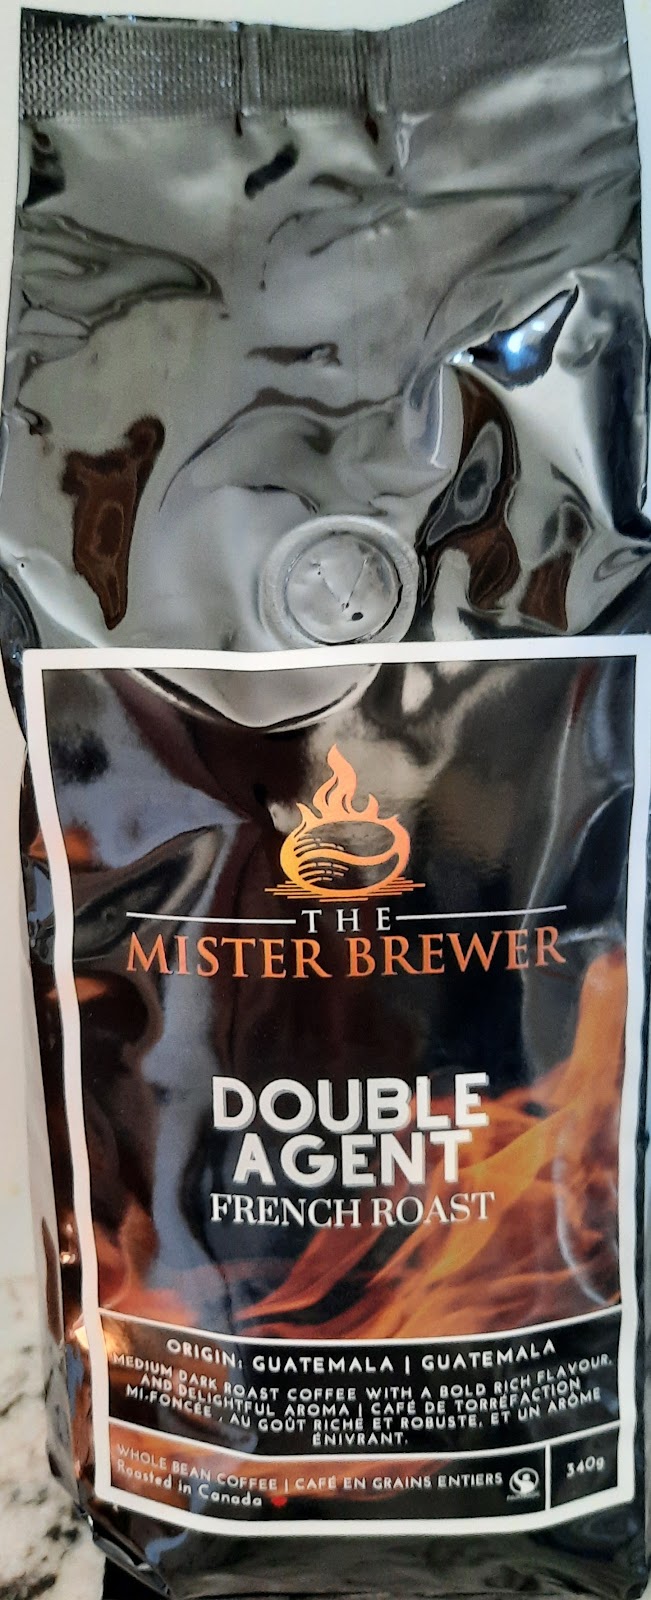 THE
MISTER BREWER
DOUBLE
AGENT
FRENCH ROAST
ORIGIN: GUATEMALA | GUATEMALA
MEDIUM DARK ROAST COFFEE WITH A BOLD RICH FLAVOUR,
AND DELIGHTFUL AROMA | CAFÉ DE TORRÉFACTION
MI-FONCÉE , AU GOÛT RICHE ET ROBUSTE, ET UN ARÔME
ÉNIVRANT.
WHOLE BEAN COFFEE | CAFÉ EN GRAINS ENTIERS
Roasted in Canada
340g